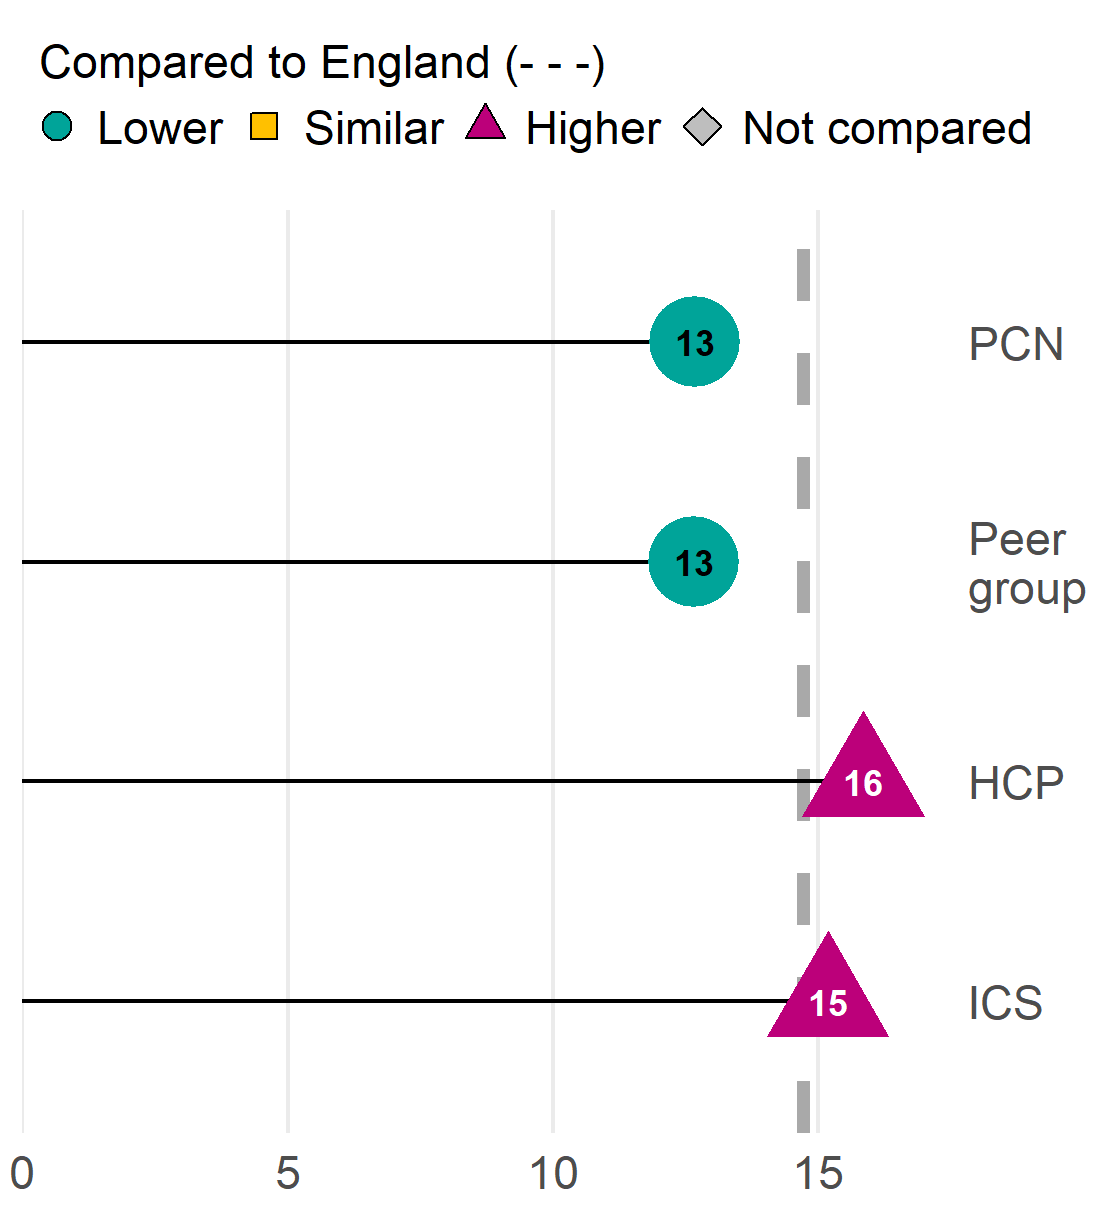 Compared to England (- - -)
Lower Similar Higher Not compared
13 PCN
13 Peer
group
16 HCP
15 ICS
0 5 10 15